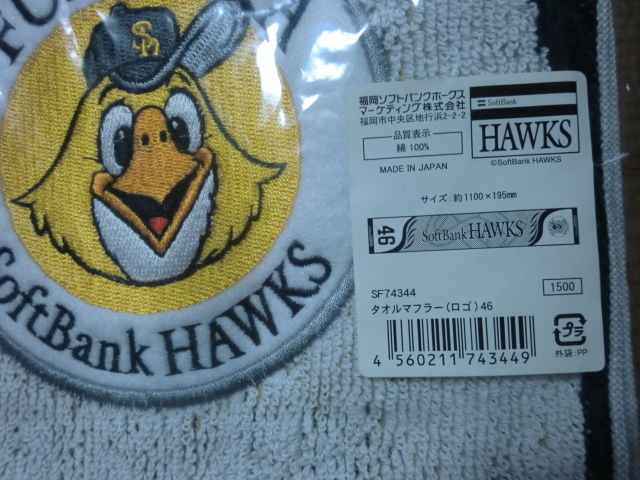 SH
SoftBank HAWKS
福岡ソフトバンクホークス
マーケティング株式会社
福岡市中央区地行浜2-2-2
品質表示
綿 100%
MADE IN JAPAN
SoftBank
HAWKS
©SoftBank HAWKS
サイズ:約1100×195mm
46
SoftBank HAWKS
SF74344
1500
タオルマフラー(ロゴ)46
4 560211 743449
プラ
外袋:PP